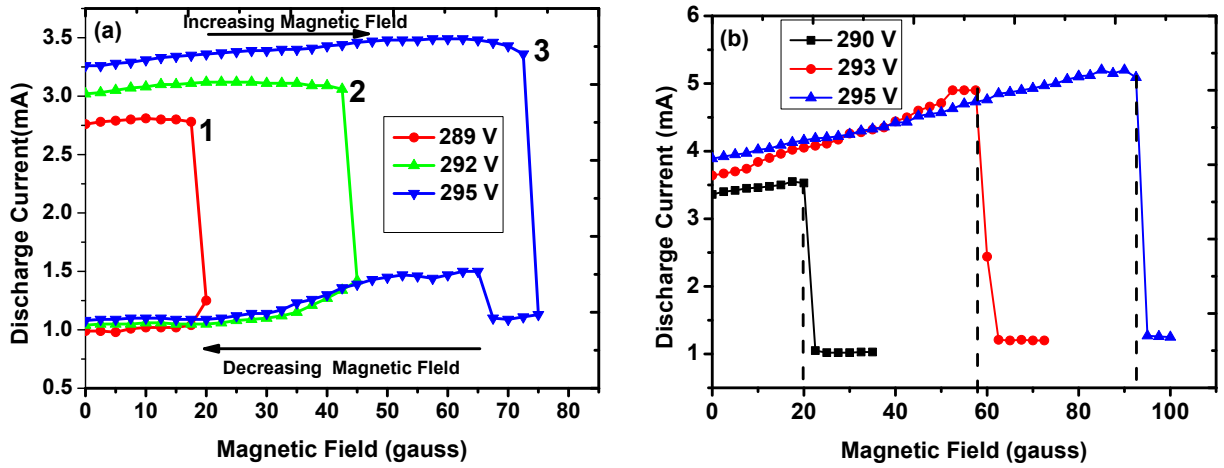 (a)
Increasing Magnetic FIeld
1
2
3
289 V
292 V
295 V
Decreasing Magnetic FIeld
Discharge Current(mA)
3.5
3.0
2.5
2.0
1.5
1.0
0.5
0 10 20 30 40 50 60 70 80
Magnetic Field (gauss)
(b)
290 V
293 V
295 V
Discharge Current (mA)
6
5
4
3
2
1
0 20 40 60 80 100
Magnetic Field (gauss)